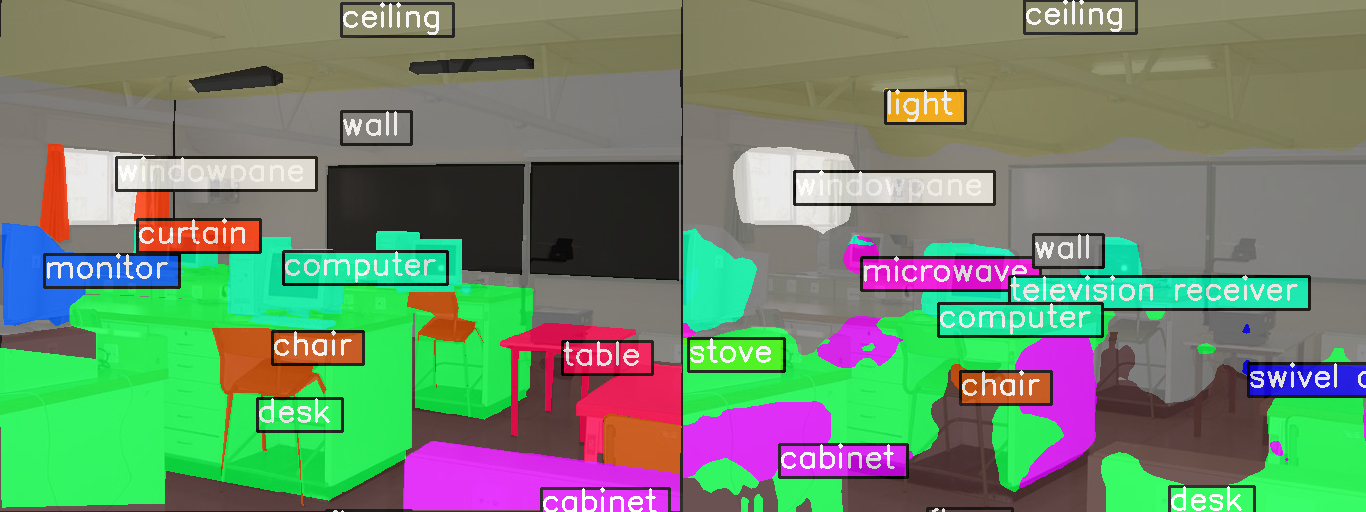 ceiling
wall
windowpane
curtain
monitor
computer
chair
table
desk
cabinet
ceiling
light
windowpane
wall
microwave
television receiver
computer
stove
chair
swivel
cabinet
desk